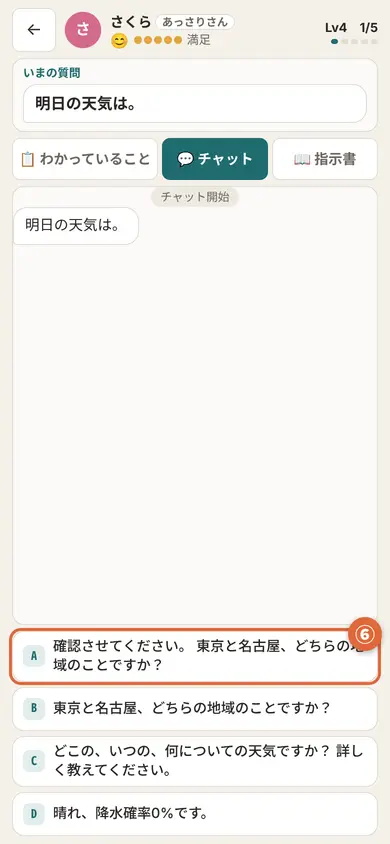 ←
さ
さくら あっさりさん
満足
Lv4 1/5
いまの質問
明日の天気は。
わかっていること
チャット
指示書
チャット開始
明日の天気は。
⑥
A
確認させてください。 東京と名古屋、どちらの地
域のことですか？
B
東京と名古屋、どちらの地域のことですか？
C
どこの、いつの、何についての天気ですか？ 詳し
く教えてください。
D
晴れ、降水確率0%です。